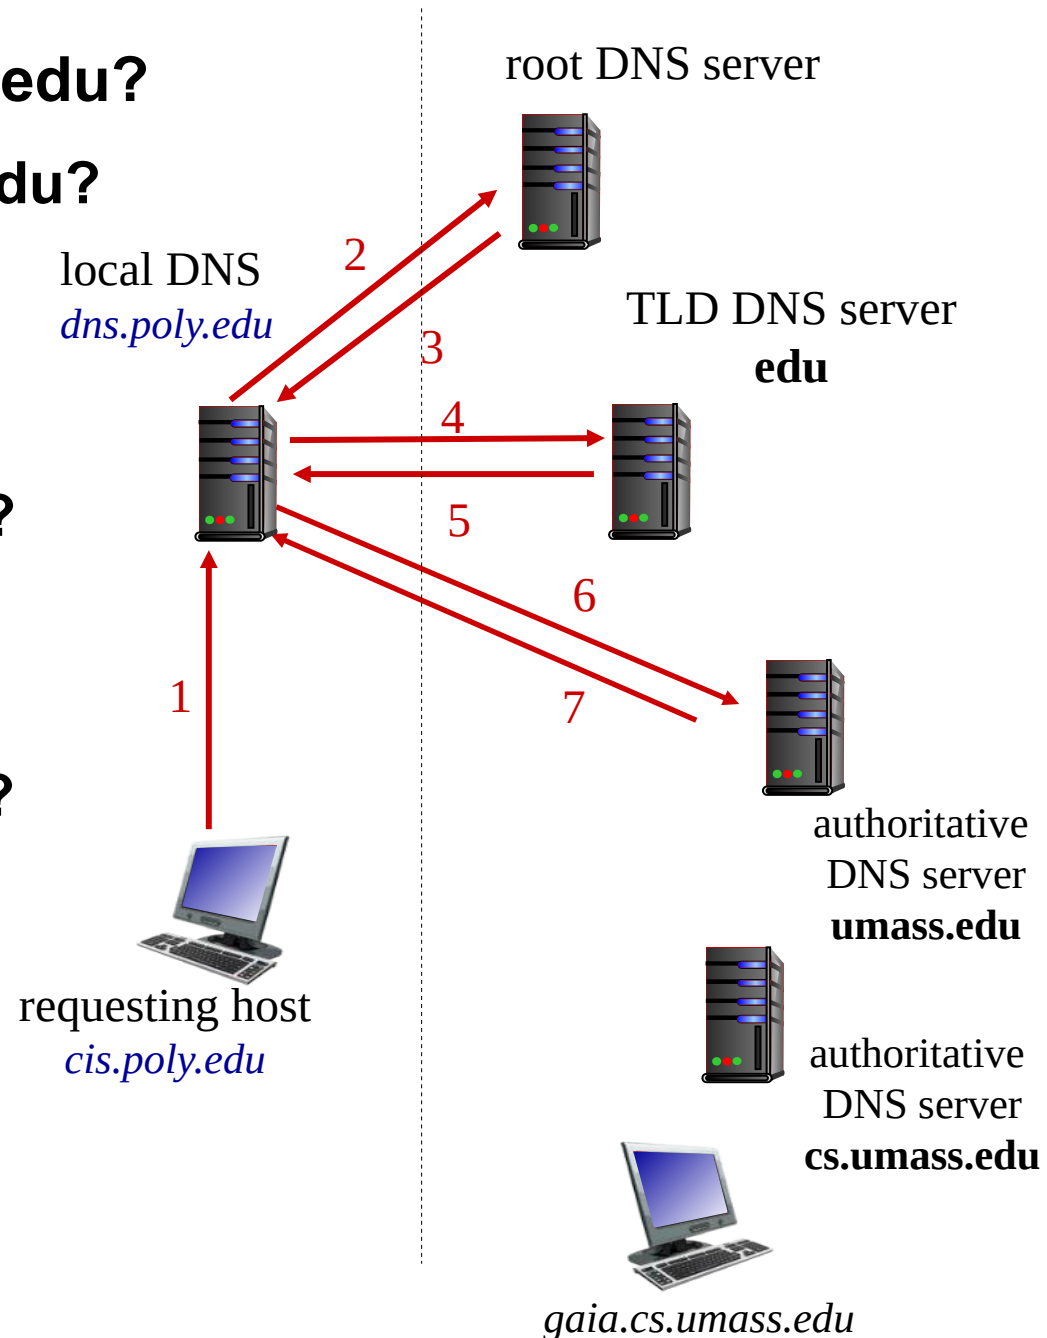 edu?
root DNS server
du?
2
local DNS
dns.poly.edu
TLD DNS server
edu
3
4
?
5
6
1
7
?
authoritative
DNS server
umass.edu
requesting host
cis.poly.edu
authoritative
DNS server
cs.umass.edu
gaia.cs.umass.edu